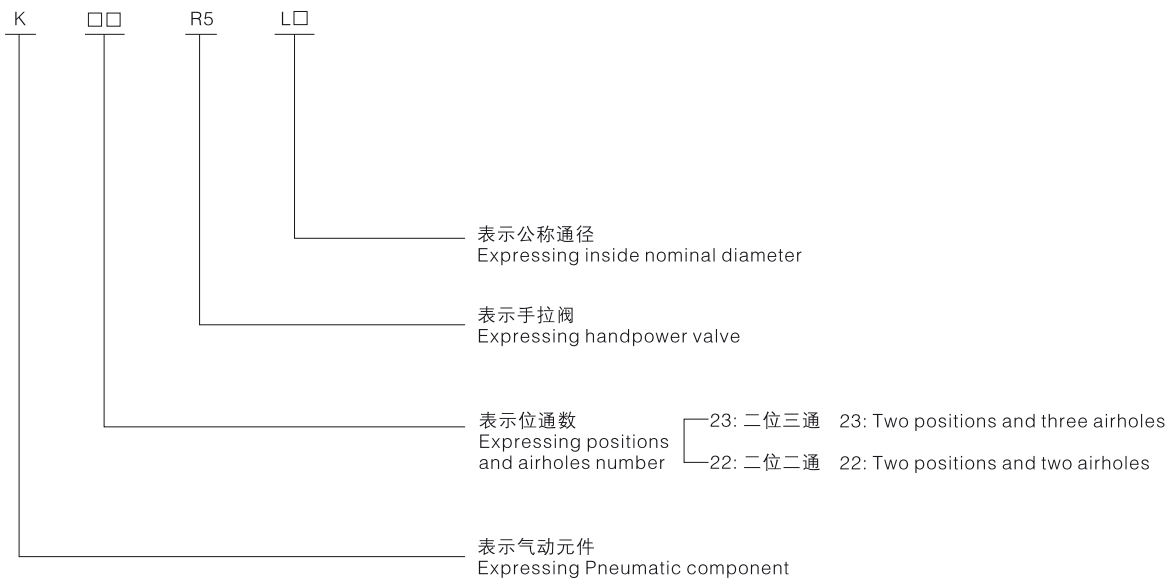 K □□ R5 L□
表示公称通径
Expressing inside nominal diameter
表示手拉阀
Expressing handpower valve
表示位通数
Expressing positions
and airholes number
23: 二位三通 23: Two positions and three airholes
22: 二位二通 22: Two positions and two airholes
表示气动元件
Expressing Pneumatic component